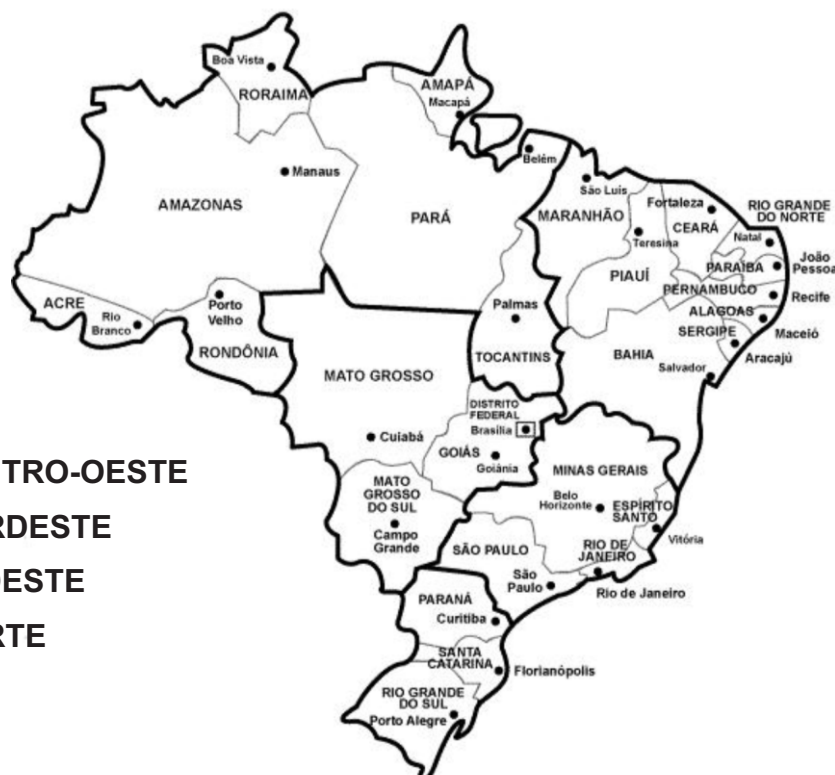 Boa Vista
RORAIMA
AMAPÁ
Macapá
Manaus
AMAZONAS
PARÁ
Belém
São Luis
MARANHÃO
Teresina
PIAUÍ
Fortaleza
CEARÁ
RIO GRANDE
DO NORTE
Natal
PARAÍBA
João
Pessoa
PERNAMBUCO
Recife
ALAGOAS
Maceió
SERGIPE
Aracajú
ACRE
Rio
Branco
Porto
Velho
RONDÔNIA
Palmas
TOCANTINS
BAHIA
Salvador
MATO GROSSO
Cuiabá
DISTRITO
FEDERAL
Brasília
GOIÁS
Goiânia
MINAS GERAIS
Belo
Horizonte
ESPÍRITO
SANTO
Vitória
MATO
GROSSO
DO SUL
Campo
Grande
SÃO PAULO
São
Paulo
RIO DE
JANEIRO
Rio de Janeiro
PARANÁ
Curitiba
SANTA
CATARINA
Florianópolis
RIO GRANDE
DO SUL
Porto Alegre
TRO-OESTE
RDESTE
OESTE
RTE